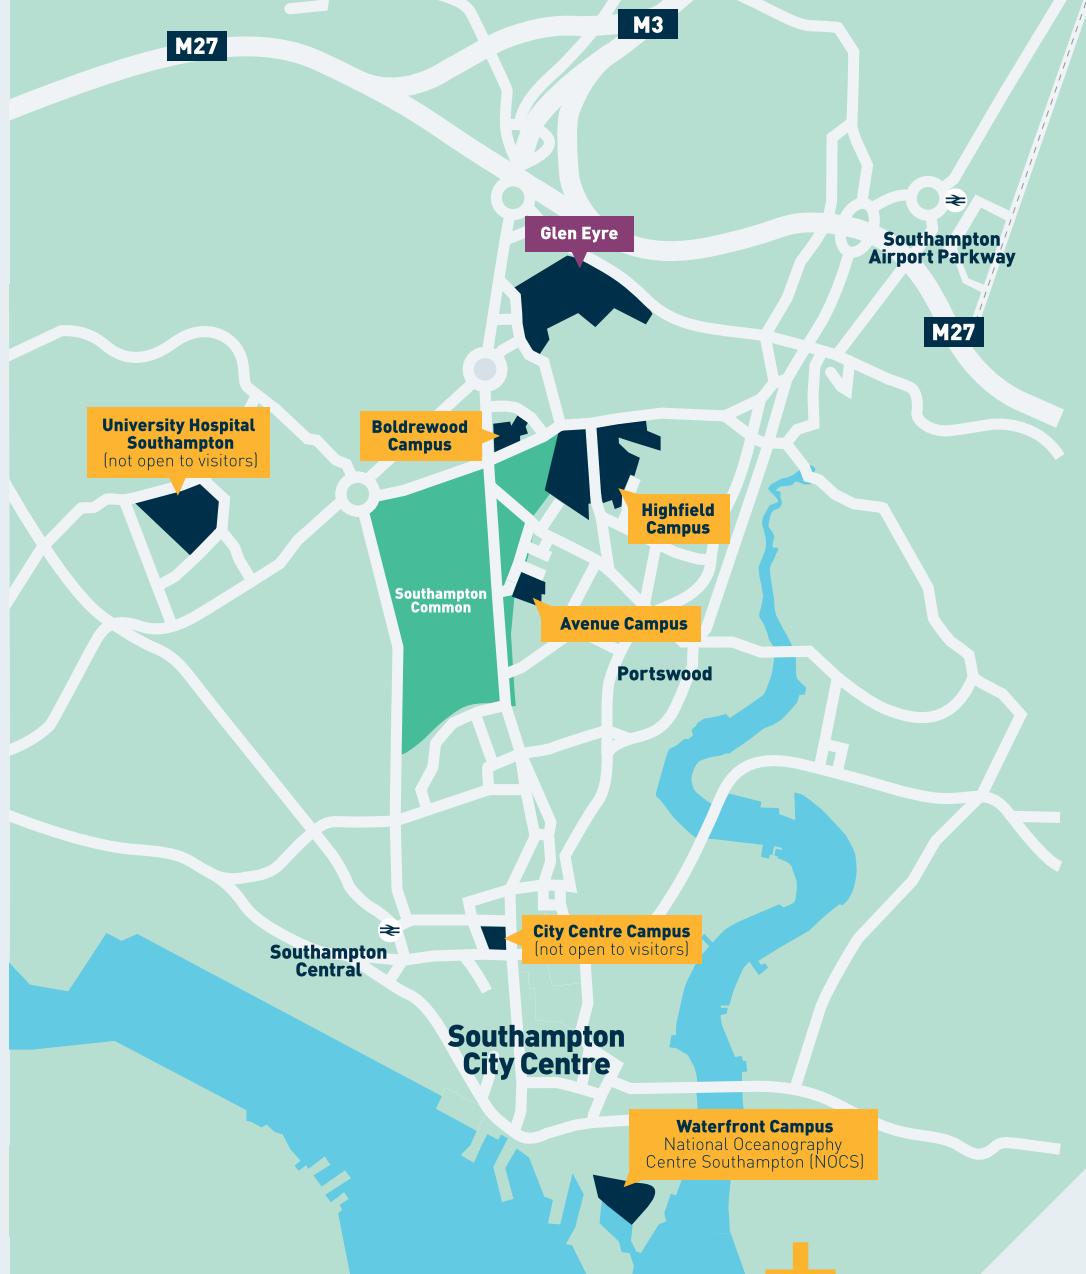 M3
M27
Glen Eyre
Southampton
Airport Parkway
M27
University Hospital
Southampton
(not open to visitors)
Boldrewood
Campus
Highfield
Campus
Southampton
Common
Avenue Campus
Portswood
City Centre Campus
(not open to visitors)
Southampton
Central
Southampton
City Centre
Waterfront Campus
National Oceanography
Centre Southampton (NOCS)